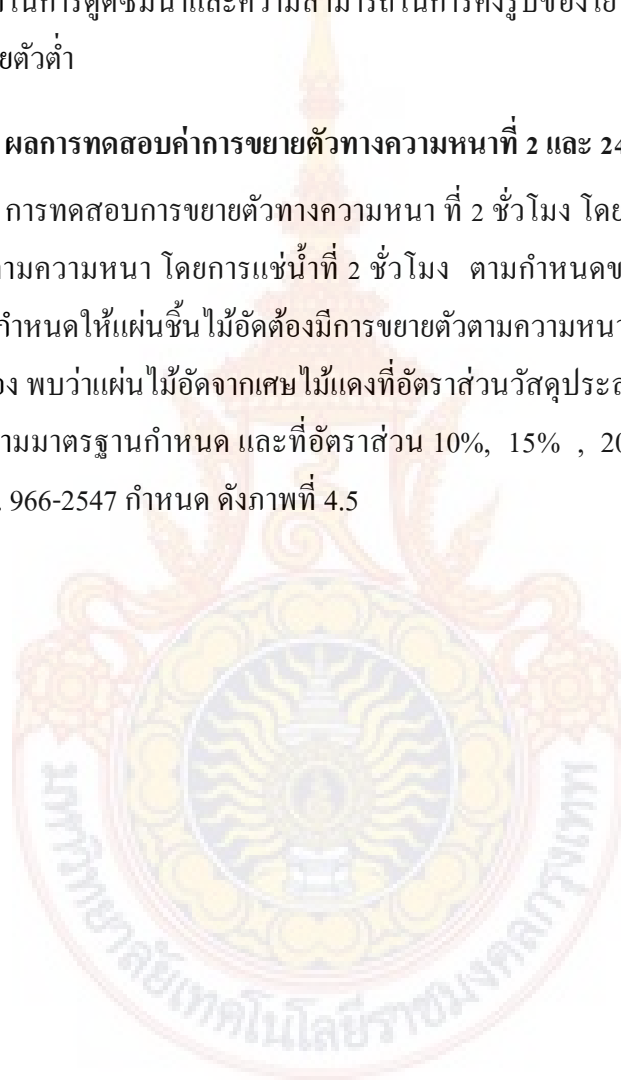 ในการดูดซึมน้ำและความสามารถในการคงรูปของ
ยตัวต่ำ
ผลการทดสอบค่าการขยายตัวทางความหนาที่ 2 และ 24
การทดสอบการขยายตัวทางความหนา ที่ 2 ชั่วโมง โดย
ามความหนา โดยการแช่น้ำที่ 2 ชั่วโมง ตามกำหนดข
กำหนดให้แผ่นชิ้นไม้อัดต้องมีการขยายตัวตามความหนา
อง พบว่าแผ่นไม้อัดจากเศษไม้แดงที่อัตราส่วนวัสดุประส
ามมาตรฐานกำหนด และที่อัตราส่วน 10%, 15% , 20
. 966-2547 กำหนด ดังภาพที่ 4.5
มหาวิทยาลัยเทคโนโลยีราชมงคลกรุงเทพ